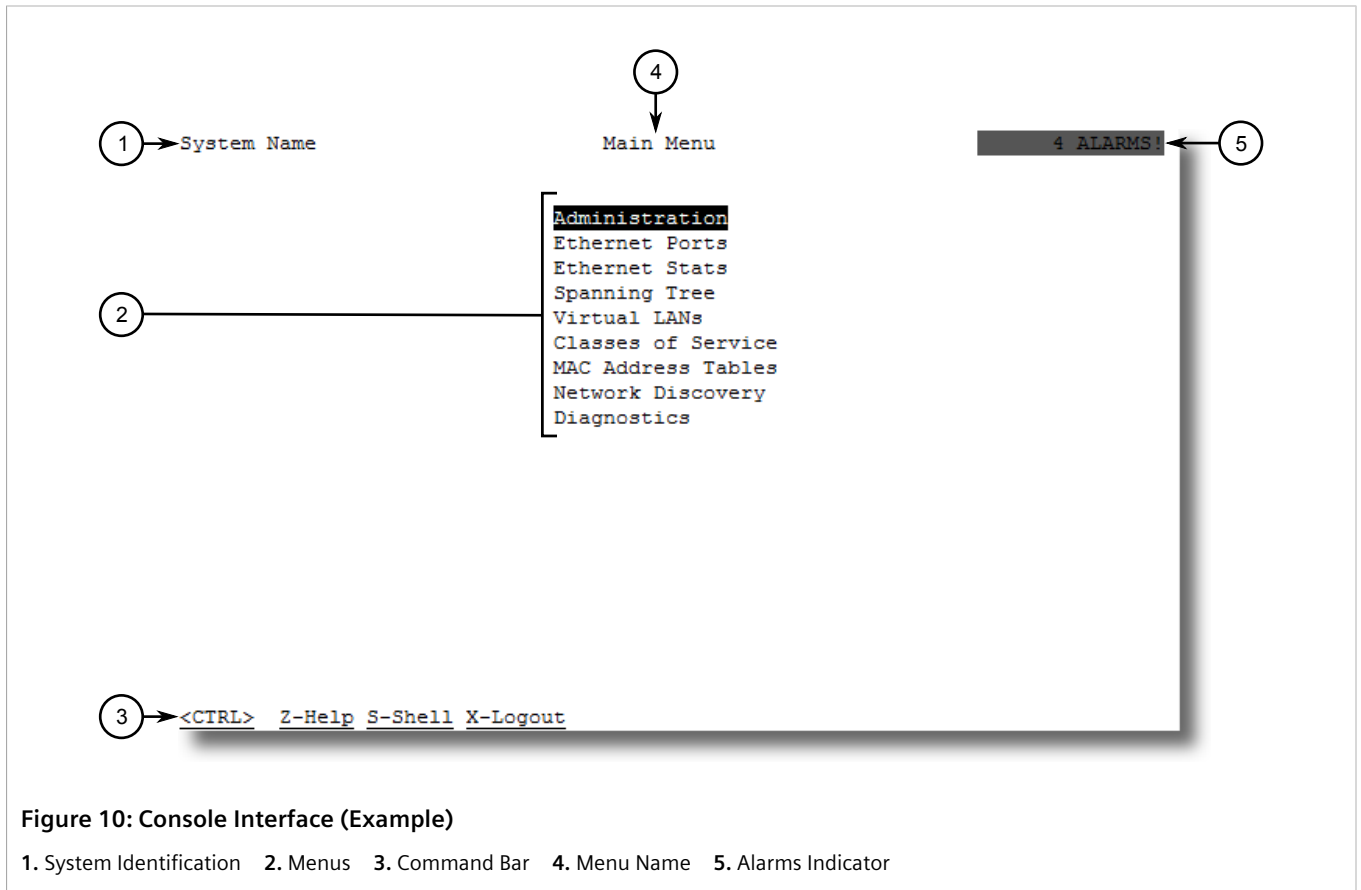 4
1 System Name Main Menu 4 ALARMS! 5
Administration
Ethernet Ports
Ethernet Stats
Spanning Tree
2 Virtual LANs
Classes of Service
MAC Address Tables
Network Discovery
Diagnostics
3 <CTRL> Z-Help S-Shell X-Logout
Figure 10: Console Interface (Example)
1. System Identification 2. Menus 3. Command Bar 4. Menu Name 5. Alarms Indicator